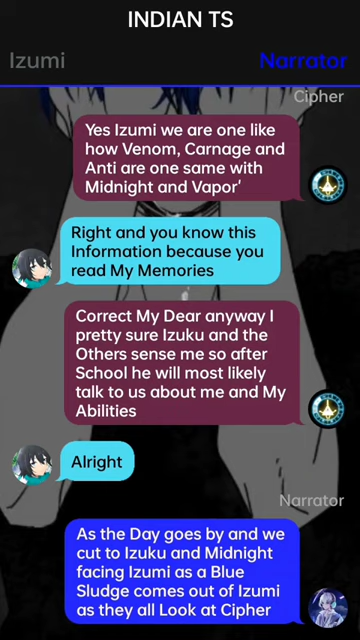 INDIAN TS
Izumi
Narrator
Cipher
Yes Izumi we are one like
how Venom, Carnage and
Anti are one same with
Midnight and Vapor'
Right and you know this
Information because you
read My Memories
Correct My Dear anyway I
pretty sure Izuku and the
Others sense me so after
School he will most likely
talk to us about me and My
Abilities
Alright
Narrator
As the Day goes by and we
cut to Izuku and Midnight
facing Izumi as a Blue
Sludge comes out of Izumi
as they all Look at Cipher